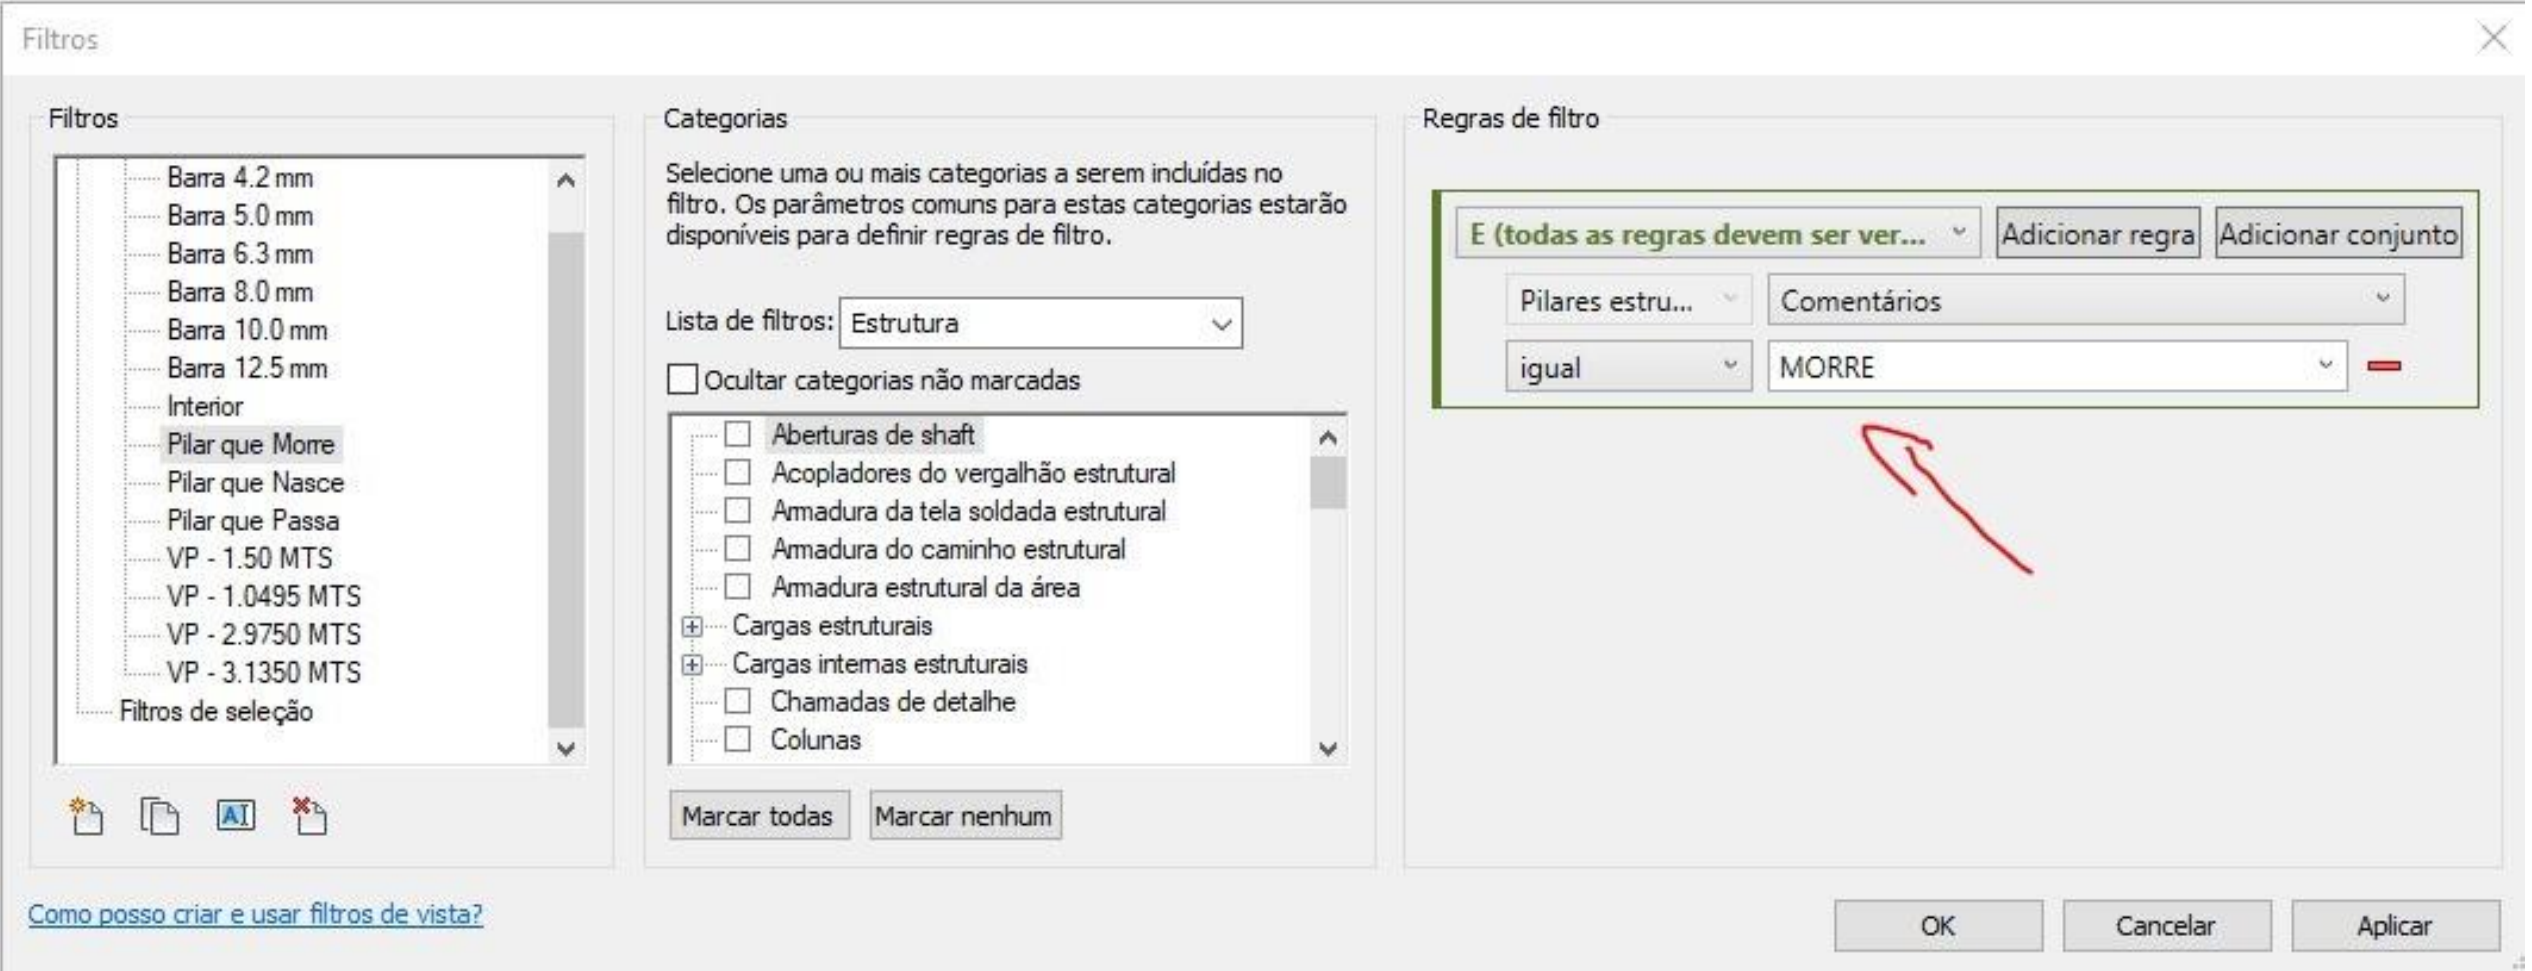 Filtros
Filtros
Barra 4.2 mm
Barra 5.0 mm
Barra 6.3 mm
Barra 8.0 mm
Barra 10.0 mm
Barra 12.5 mm
Interior
Pilar que Morre
Pilar que Nasce
Pilar que Passa
VP - 1.50 MTS
VP - 1.0495 MTS
VP - 2.9750 MTS
VP - 3.1350 MTS
Filtros de seleção
AI
Categorias
Selecione uma ou mais categorias a serem incluídas no
filtro. Os parâmetros comuns para estas categorias estarão
disponíveis para definir regras de filtro.
Lista de filtros: Estrutura
Ocultar categorias não marcadas
Aberturas de shaft
Acopladores do vergalhão estrutural
Armadura da tela soldada estrutural
Armadura do caminho estrutural
Armadura estrutural da área
Cargas estruturais
Cargas internas estruturais
Chamadas de detalhe
Colunas
Marcar todas Marcar nenhum
Regras de filtro
E (todas as regras devem ser ver... Adicionar regra Adicionar conjunto
Pilares estru... Comentários
igual MORRE
Como posso criar e usar filtros de vista?
OK Cancelar Aplicar